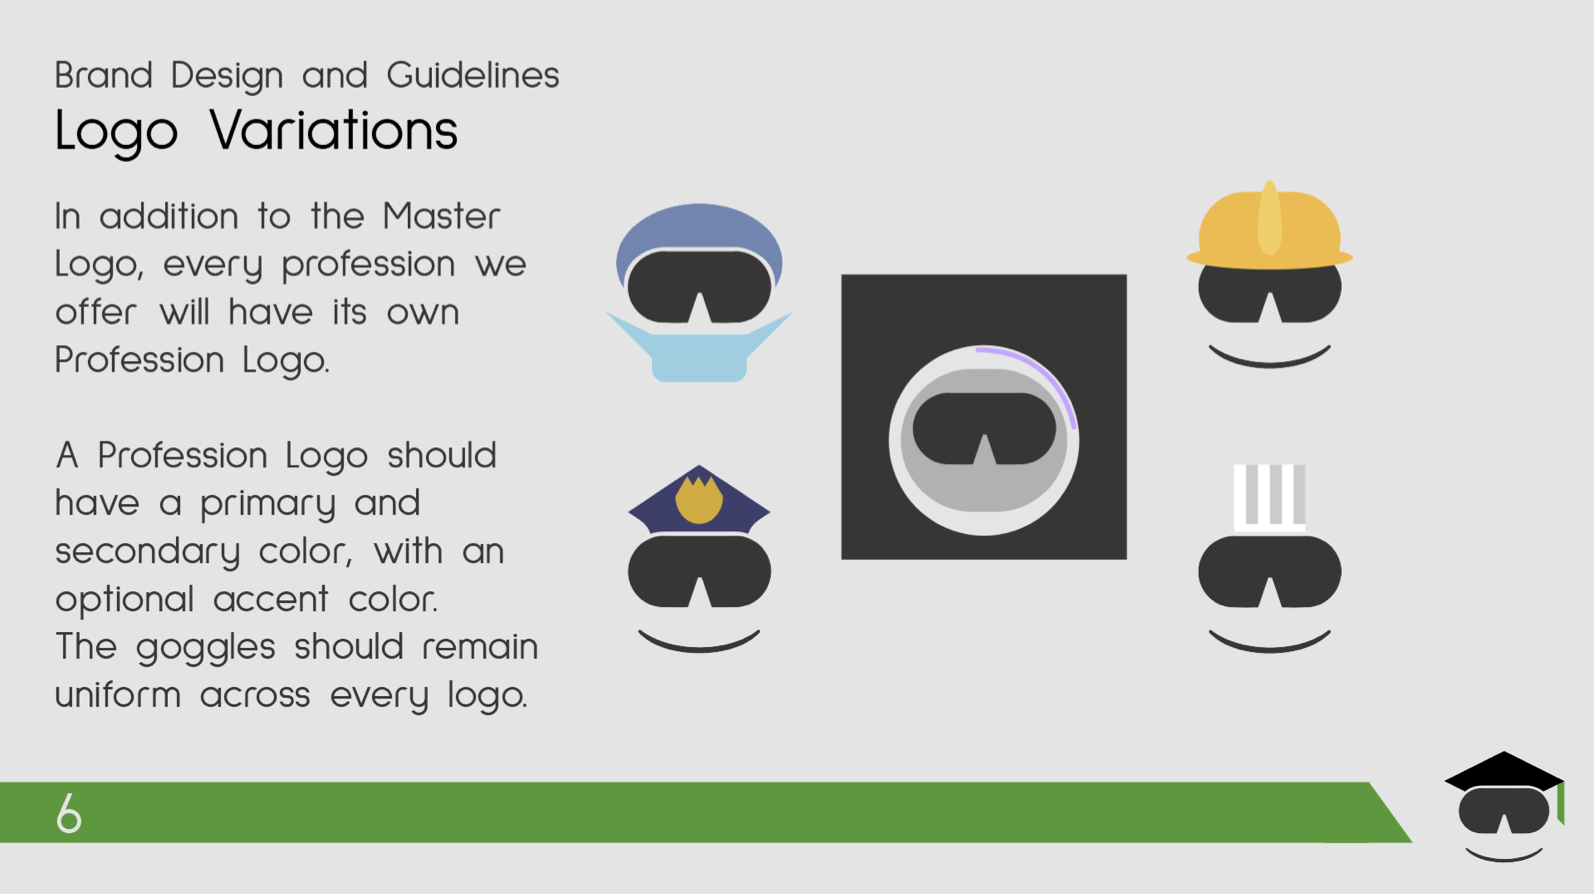 Brand Design and Guidelines
Logo Variations
In addition to the Master
Logo, every profession we
offer will have its own
Profession Logo.
A Profession Logo should
have a primary and
secondary color, with an
optional accent color.
The goggles should remain
uniform across every logo.
6